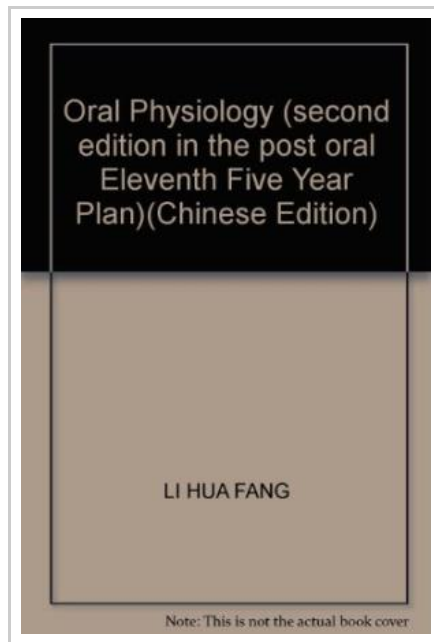 Oral Physiology (second
edition in the post oral
Eleventh Five Year
Plan)(Chinese Edition)
LI HUA FANG
Note: This is not the actual book cover